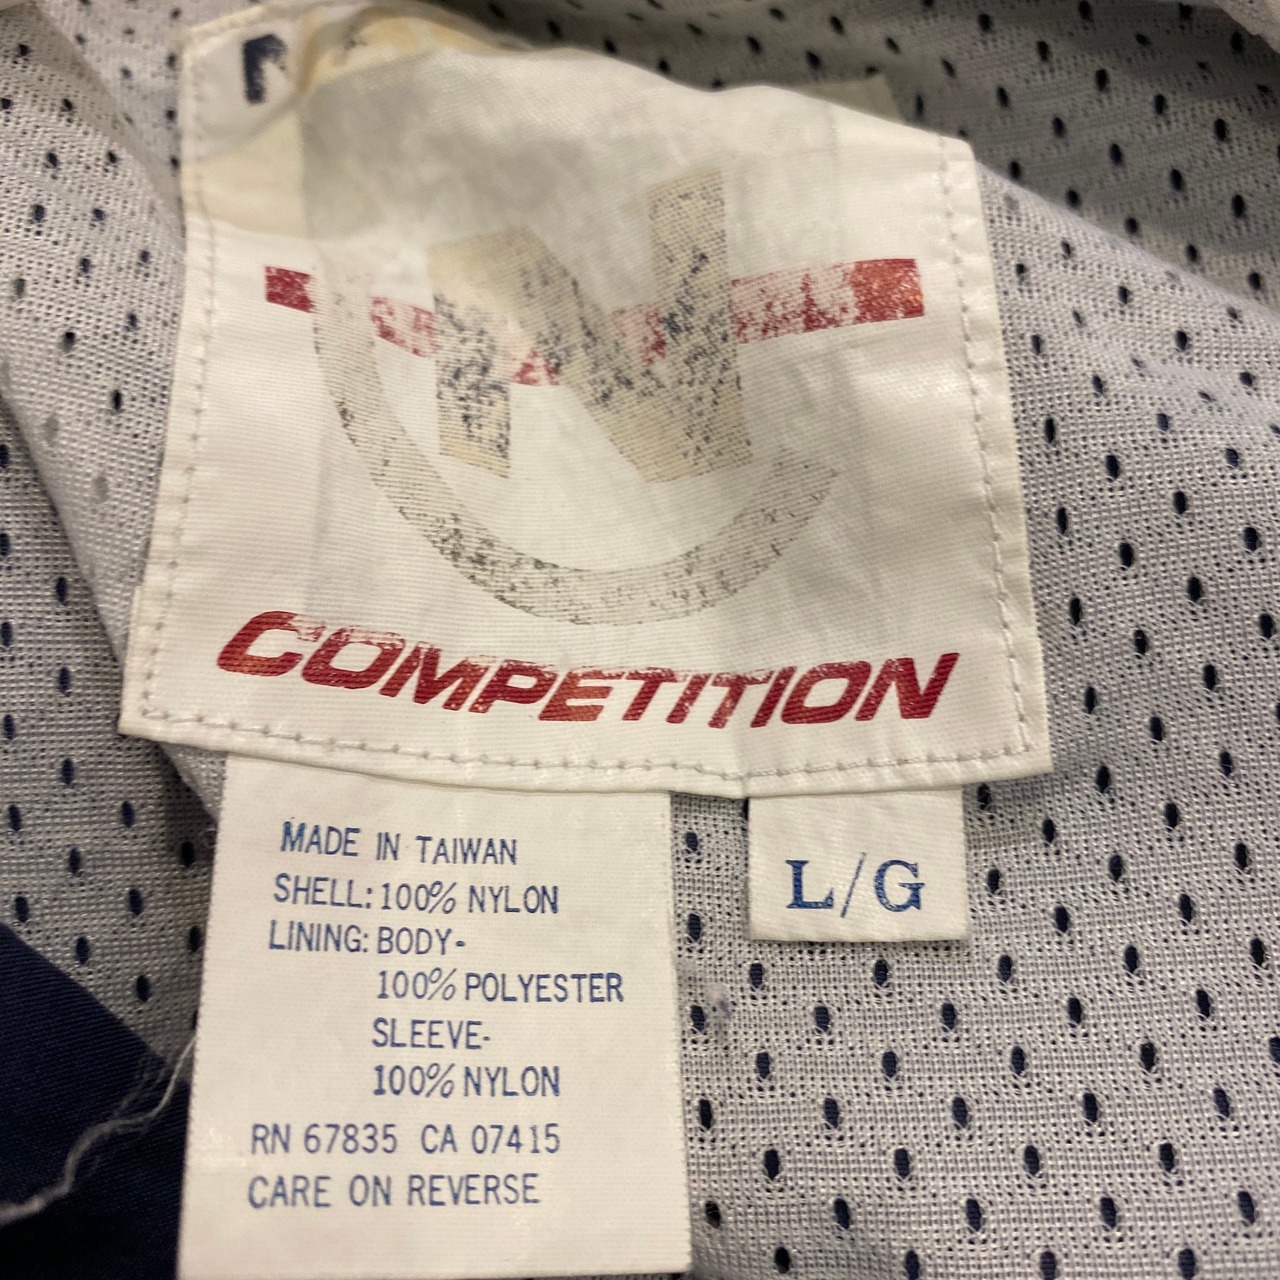 N
COMPETITION
MADE IN TAIWAN
SHELL: 100% NYLON
LINING: BODY-
100% POLYESTER
SLEEVE-
100% NYLON
RN 67835 CA 07415
CARE ON REVERSE
L/G